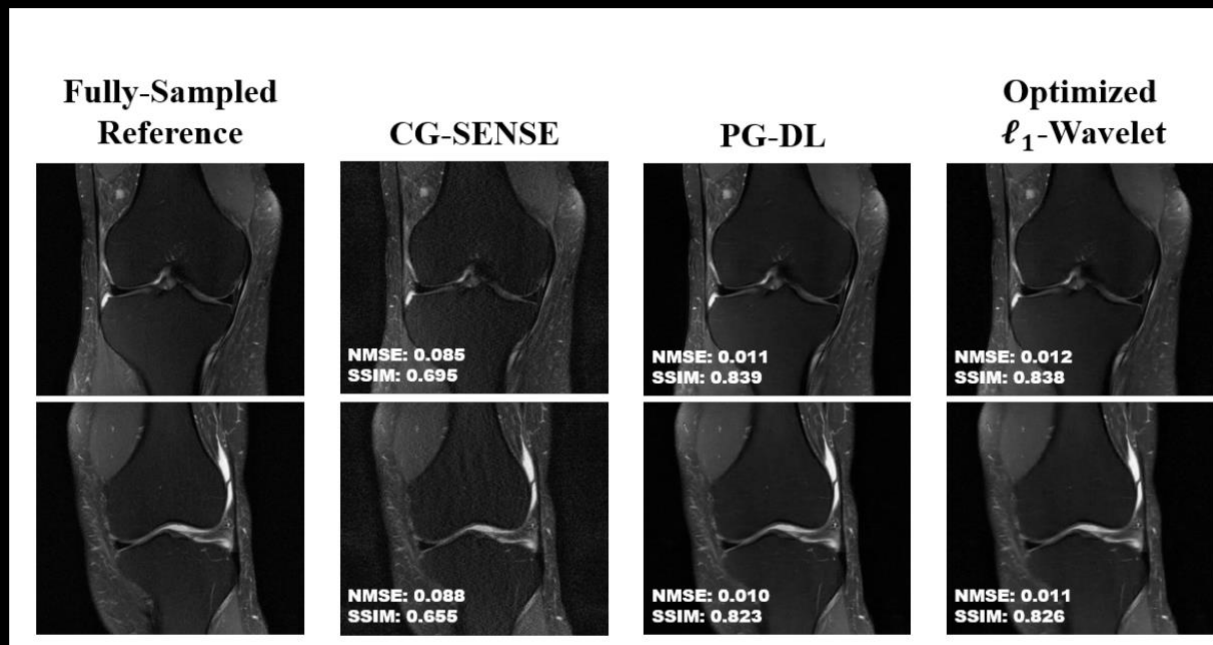 Fully-Sampled
Reference
CG-SENSE
PG-DL
Optimized
ℓ₁-Wavelet
NMSE: 0.085
SSIM: 0.695
NMSE: 0.011
SSIM: 0.839
NMSE: 0.012
SSIM: 0.838
NMSE: 0.088
SSIM: 0.655
NMSE: 0.010
SSIM: 0.823
NMSE: 0.011
SSIM: 0.826